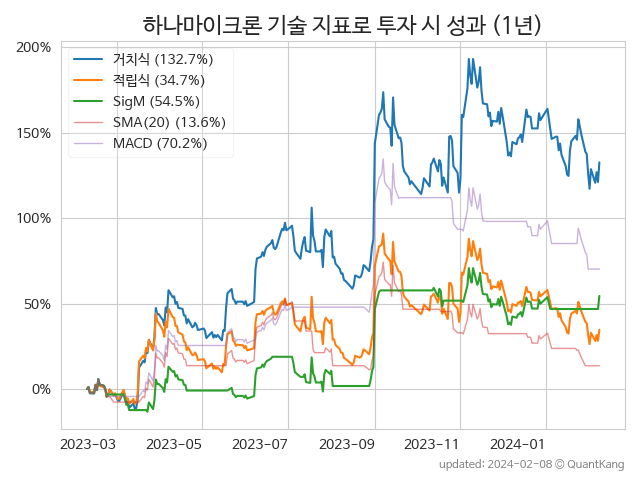 하나마이크론 기술 지표로 투자 시 성과 (1년)
200%
150%
100%
50%
0%
거치식 (132.7%)
적립식 (34.7%)
SigM (54.5%)
SMA(20) (13.6%)
MACD (70.2%)
2023-03 2023-05 2023-07 2023-09 2023-11 2024-01
updated: 2024-02-08 © QuantKang